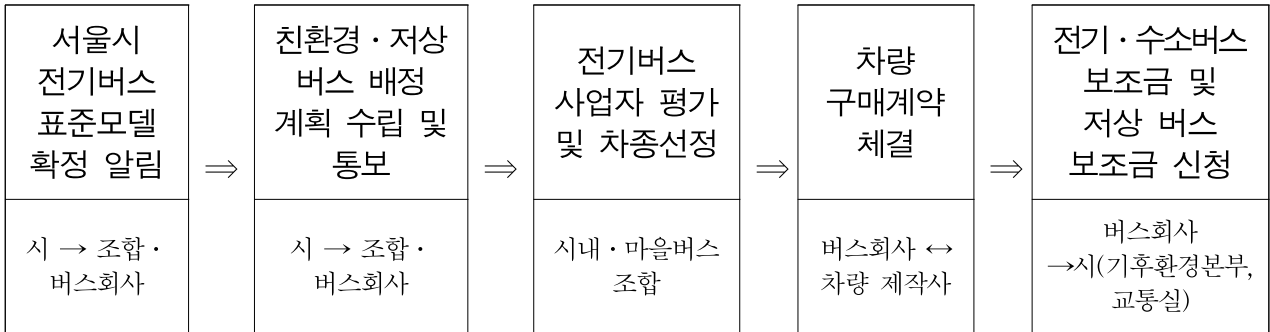 서울시
전기버스
표준모델
확정 알림
시 → 조합·
버스회사
⇒
친환경·저상
버스 배정
계획 수립 및
통보
시 → 조합·
버스회사
⇒
전기버스
사업자 평가
및 차종선정
시내·마을버스
조합
⇒
차량
구매계약
체결
버스회사 ↔
차량 제작사
⇒
전기·수소버스
보조금 및
저상 버스
보조금 신청
버스회사
→시(기후환경본부,
교통실)